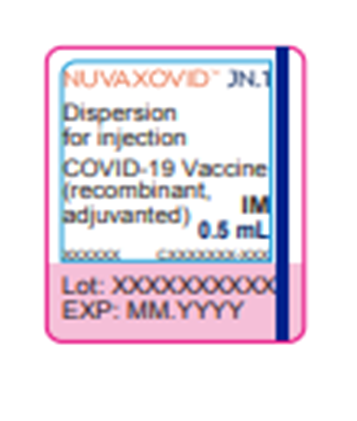 NUVAXOVID™ JN.1
Dispersion
for injection
COVID-19 Vaccine
(recombinant,
adjuvanted)
IM
0.5 mL
Lot: XXXXXXXXXXX
EXP: MM.YYYY